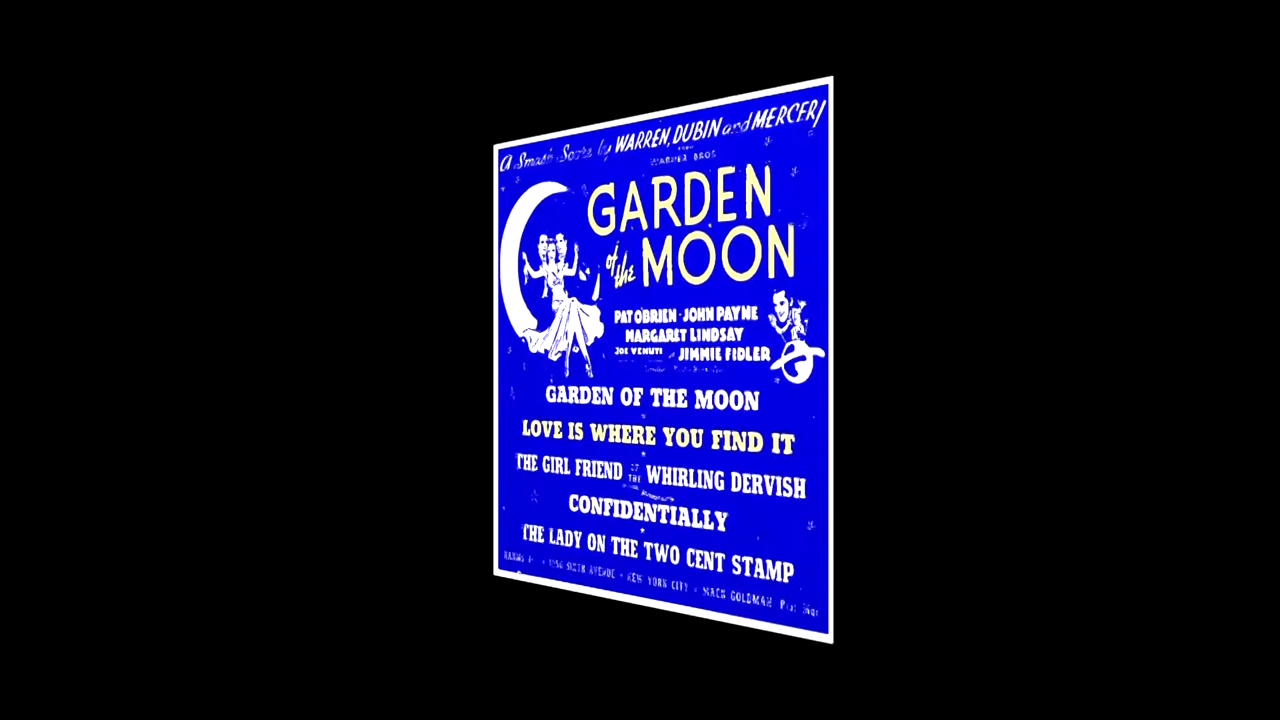 A Smash Score by WARREN, DUBIN and MERCER!
WARNER BROS
GARDEN
of the MOON
PAT O'BRIEN · JOHN PAYNE
MARGARET LINDSAY
JOE VENUTI JIMMIE FIDLER
GARDEN OF THE MOON
LOVE IS WHERE YOU FIND IT
THE GIRL FRIEND OF THE WHIRLING DERVISH
CONFIDENTIALLY
THE LADY ON THE TWO CENT STAMP
SIXTH AVENUE · NEW YORK CITY · MACK GOLDMAN